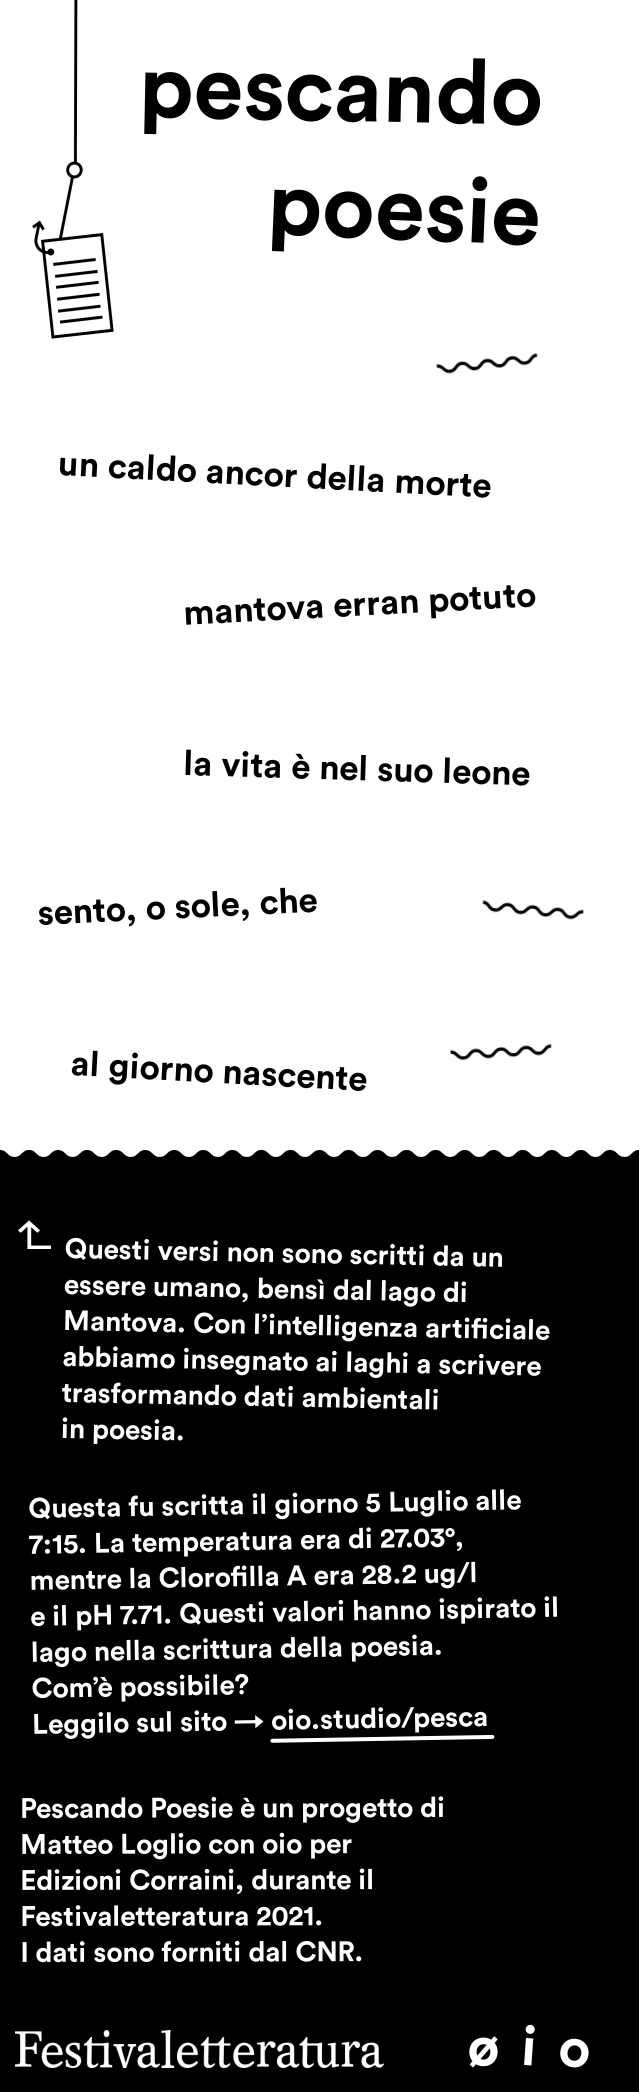 pescando
poesie
un caldo ancor della morte
mantova erran potuto
la vita è nel suo leone
sento, o sole, che
al giorno nascente
Questi versi non sono scritti da un
essere umano, bensì dal lago di
Mantova. Con l’intelligenza artificiale
abbiamo insegnato ai laghi a scrivere
trasformando dati ambientali
in poesia.
Questa fu scritta il giorno 5 Luglio alle
7:15. La temperatura era di 27.03°,
mentre la Clorofilla A era 28.2 ug/l
e il pH 7.71. Questi valori hanno ispirato il
lago nella scrittura della poesia.
Com’è possibile?
Leggilo sul sito → oio.studio/pesca
Pescando Poesie è un progetto di
Matteo Loglio con oio per
Edizioni Corraini, durante il
Festivaletteratura 2021.
I dati sono forniti dal CNR.
Festivaletteratura ø i o